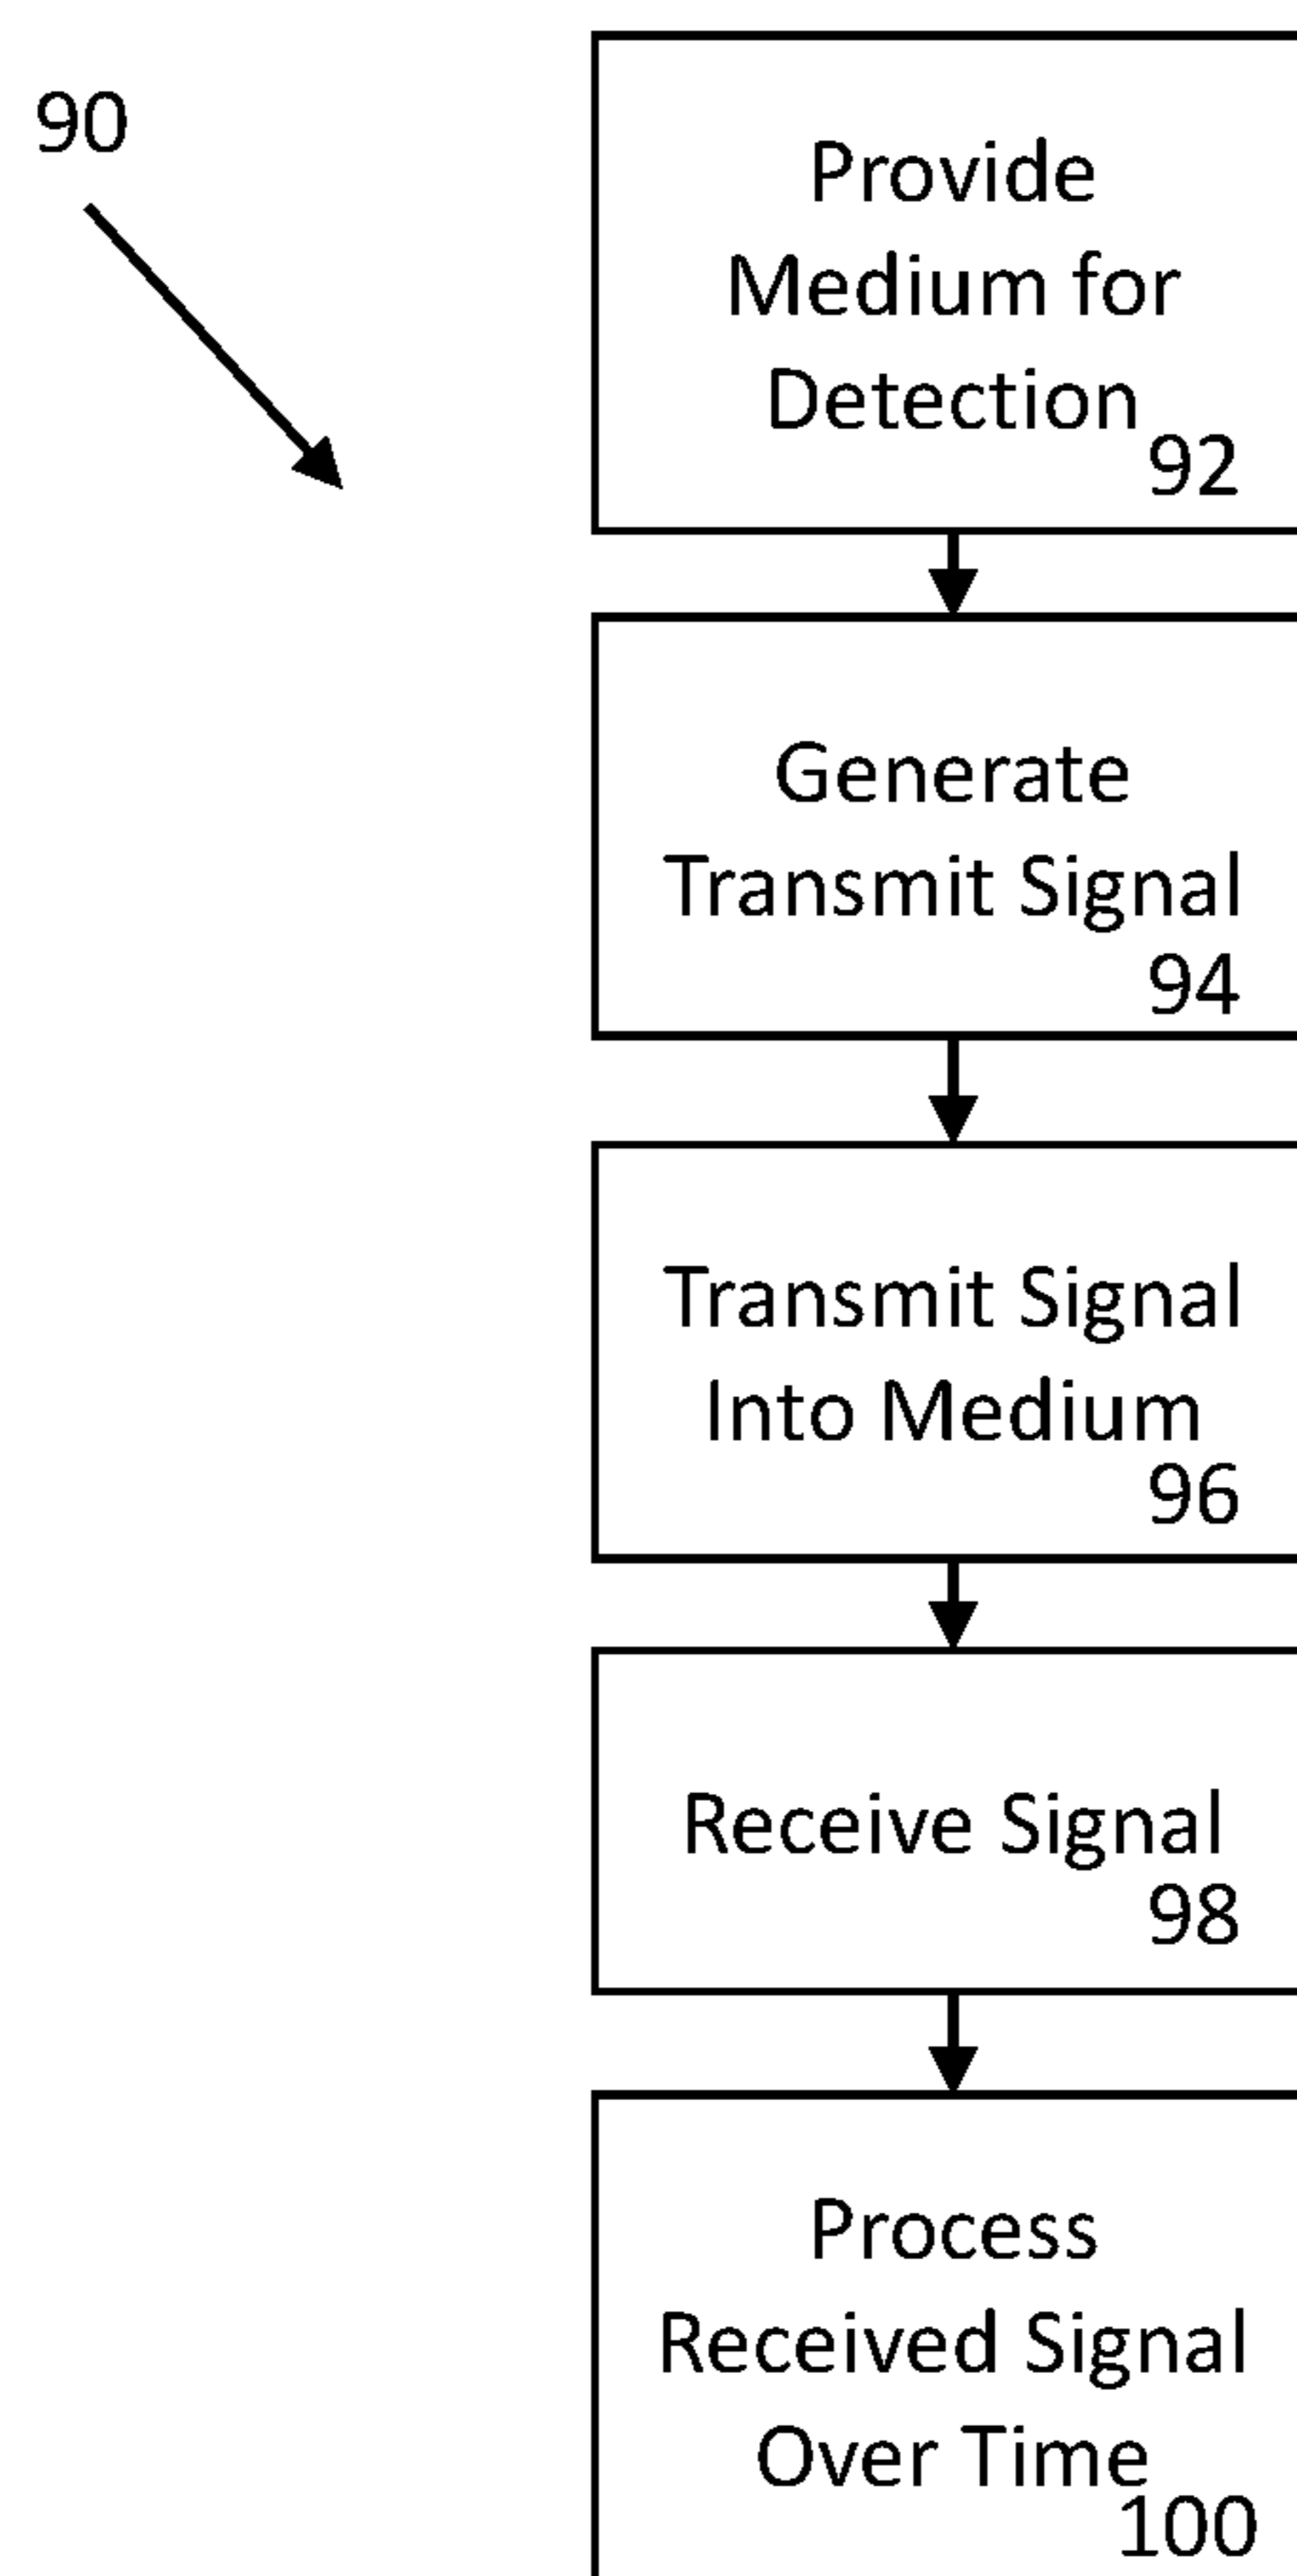 90
Provide
Medium for
Detection
92
Generate
Transmit Signal
94
Transmit Signal
Into Medium
96
Receive Signal
98
Process
Received Signal
Over Time
100